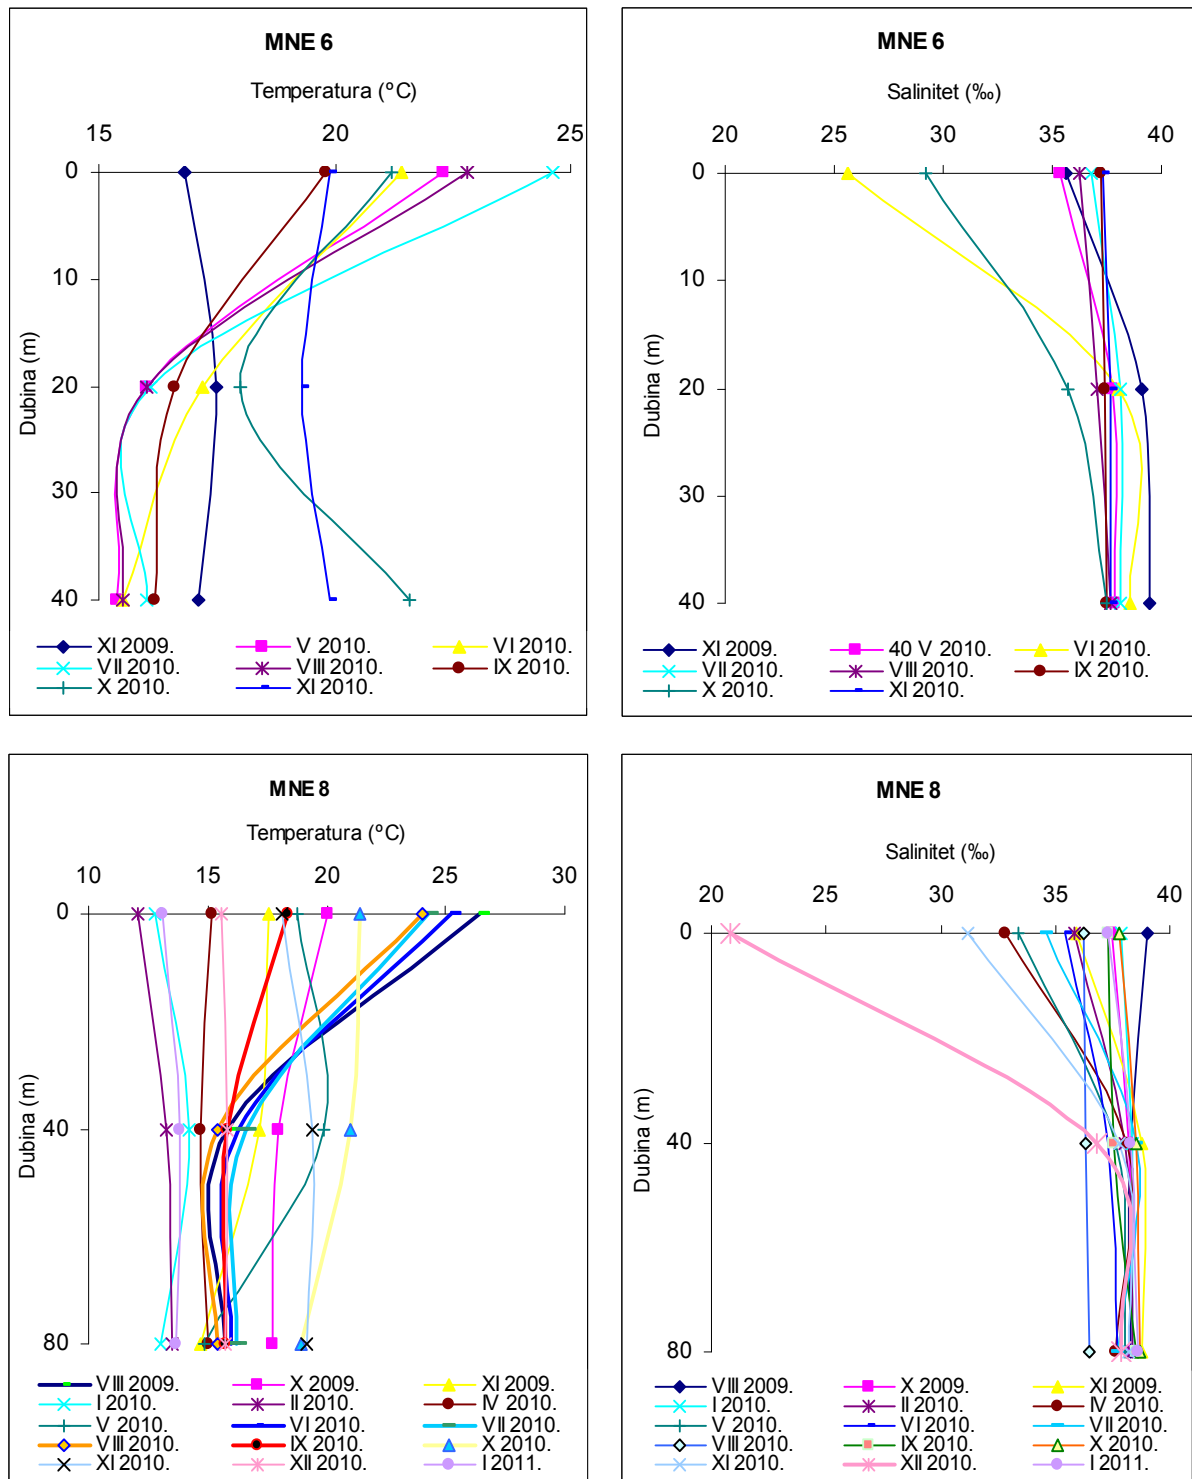 MNE 6
Temperatura (ºC)
15 20 25
0
10
20
30
40
Dubina (m)
XI 2009. V 2010. VI 2010.
VII 2010. VIII 2010. IX 2010.
X 2010. XI 2010.
MNE 6
Salinitet (‰)
20 25 30 35 40
0
10
20
30
40
Dubina (m)
XI 2009. 40 V 2010. VI 2010.
VII 2010. VIII 2010. IX 2010.
X 2010. XI 2010.
MNE 8
Temperatura (ºC)
10 15 20 25 30
0
40
80
Dubina (m)
VIII 2009. X 2009. XI 2009.
I 2010. II 2010. IV 2010.
V 2010. VI 2010. VII 2010.
VIII 2010. IX 2010. X 2010.
XI 2010. XII 2010. I 2011.
MNE 8
Salinitet (‰)
20 25 30 35 40
0
40
80
Dubina (m)
VIII 2009. X 2009. XI 2009.
I 2010. II 2010. IV 2010.
V 2010. VI 2010. VII 2010.
VIII 2010. IX 2010. X 2010.
XI 2010. XII 2010. I 2011.